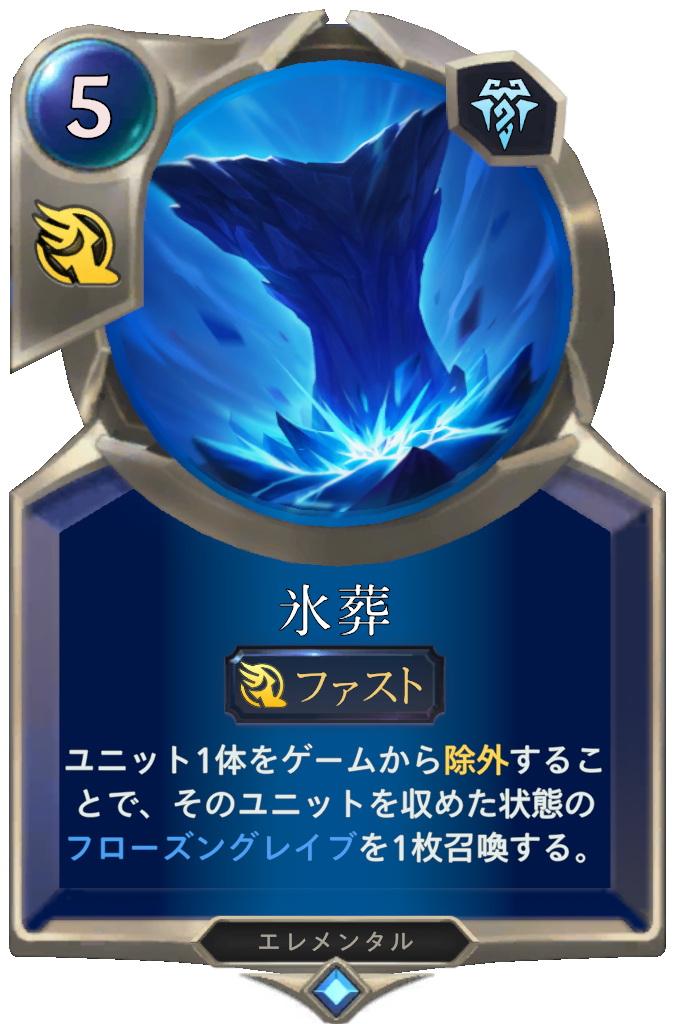 5
氷葬
ファスト
ユニット1体をゲームから除外するこ
とで、そのユニットを収めた状態の
フローズングレイブを1枚召喚する。
エレメンタル